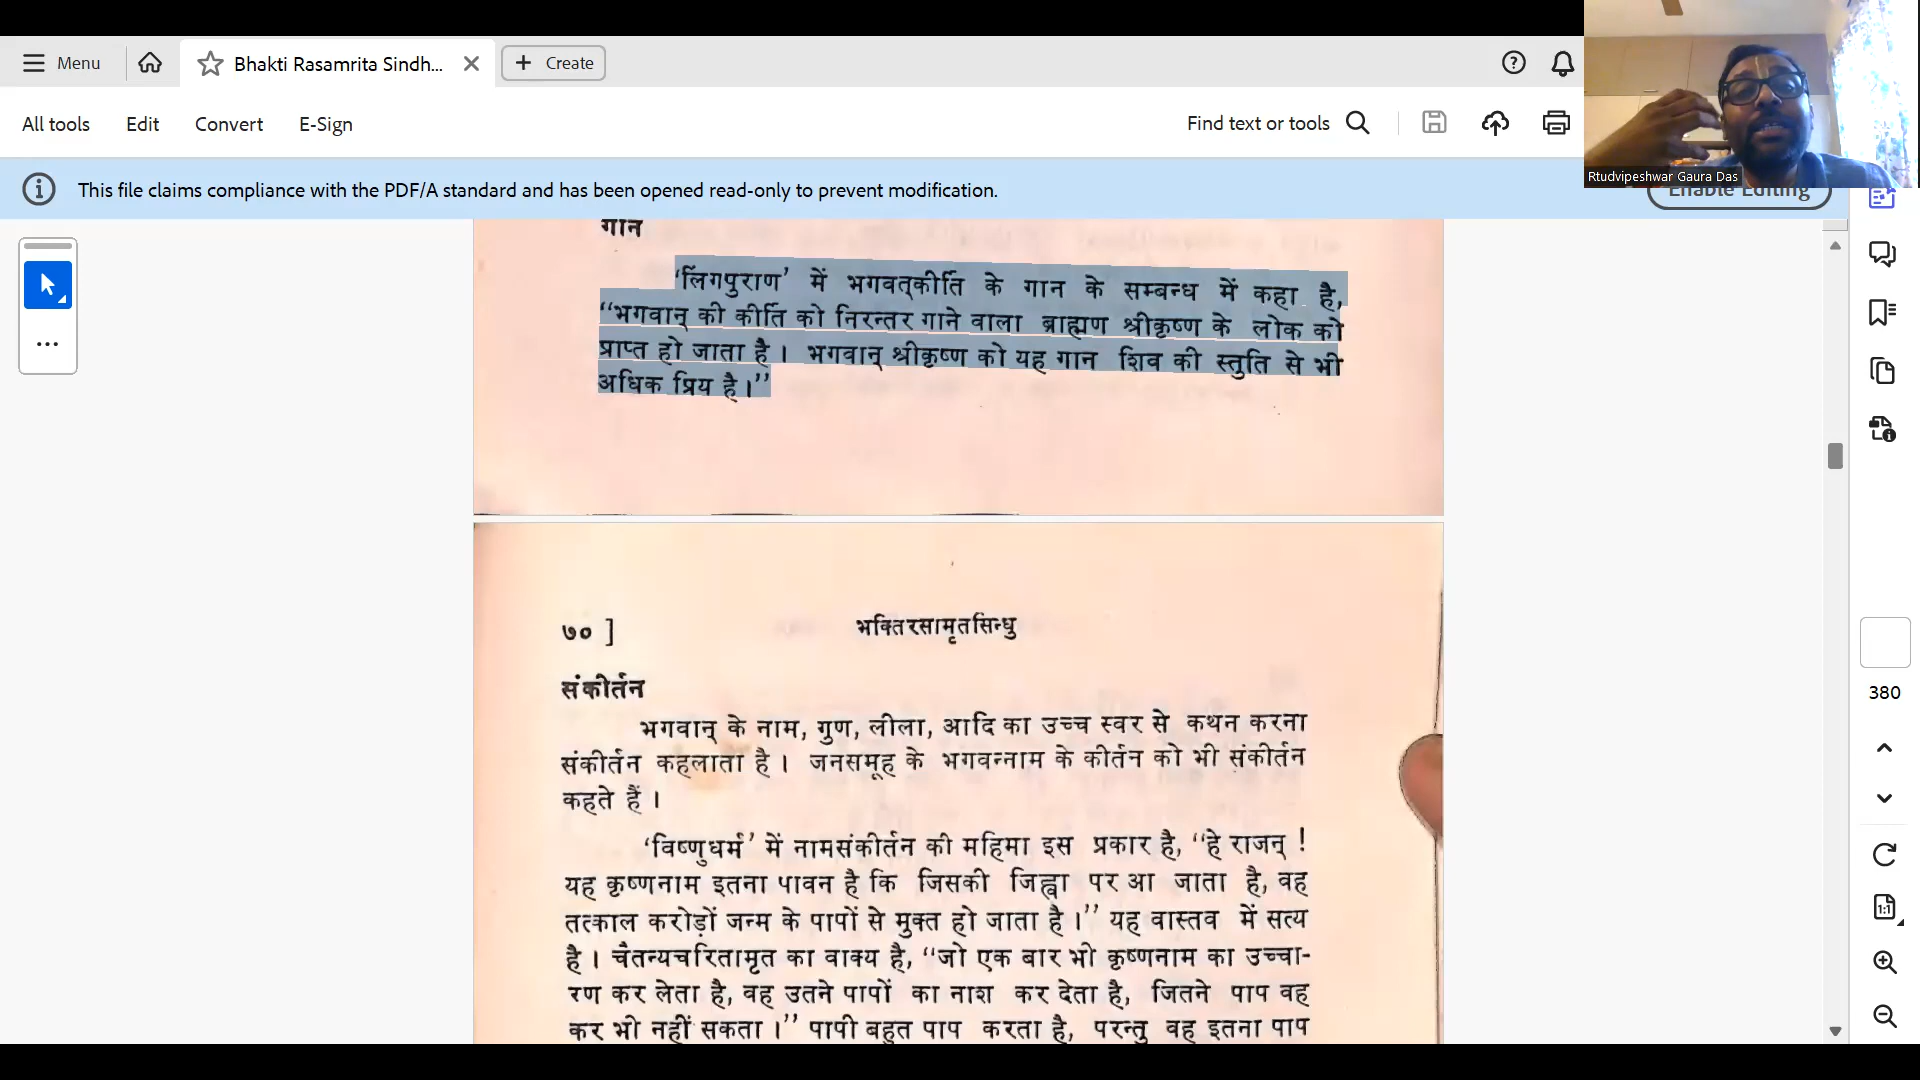 Menu
Bhakti Rasamrita Sindh...
Create
All tools
Edit
Convert
E-Sign
Find text or tools
This file claims compliance with the PDF/A standard and has been opened read-only to prevent modification.
Enable Editing
Rtudvipeshwar Gaura Das
गान
‘लिंगपुराण’ में भगवत्कीर्ति के गान के सम्बन्ध में कहा है,
“भगवान् की कीर्ति को निरन्तर गाने वाला ब्राह्मण श्रीकृष्ण के लोक को
प्राप्त हो जाता है । भगवान् श्रीकृष्ण को यह गान शिव की स्तुति से भी
अधिक प्रिय है।”
७० ]
भक्तिरसामृतसिन्धु
संकीर्तन
भगवान् के नाम, गुण, लीला, आदि का उच्च स्वर से कथन करना
संकीर्तन कहलाता है । जनसमूह के भगवन्नाम के कीर्तन को भी संकीर्तन
कहते हैं ।
‘विष्णुधर्म’ में नामसंकीर्तन की महिमा इस प्रकार है, “हे राजन् !
यह कृष्णनाम इतना पावन है कि जिसकी जिह्वा पर आ जाता है, वह
तत्काल करोड़ों जन्म के पापों से मुक्त हो जाता है।” यह वास्तव में सत्य
है । चैतन्यचरितामृत का वाक्य है, “जो एक बार भी कृष्णनाम का उच्चा-
रण कर लेता है, वह उतने पापों का नाश कर देता है, जितने पाप वह
कर भी नहीं सकता ।” पापी बहुत पाप करता है, परन्तु वह इतना पाप
380
1:1